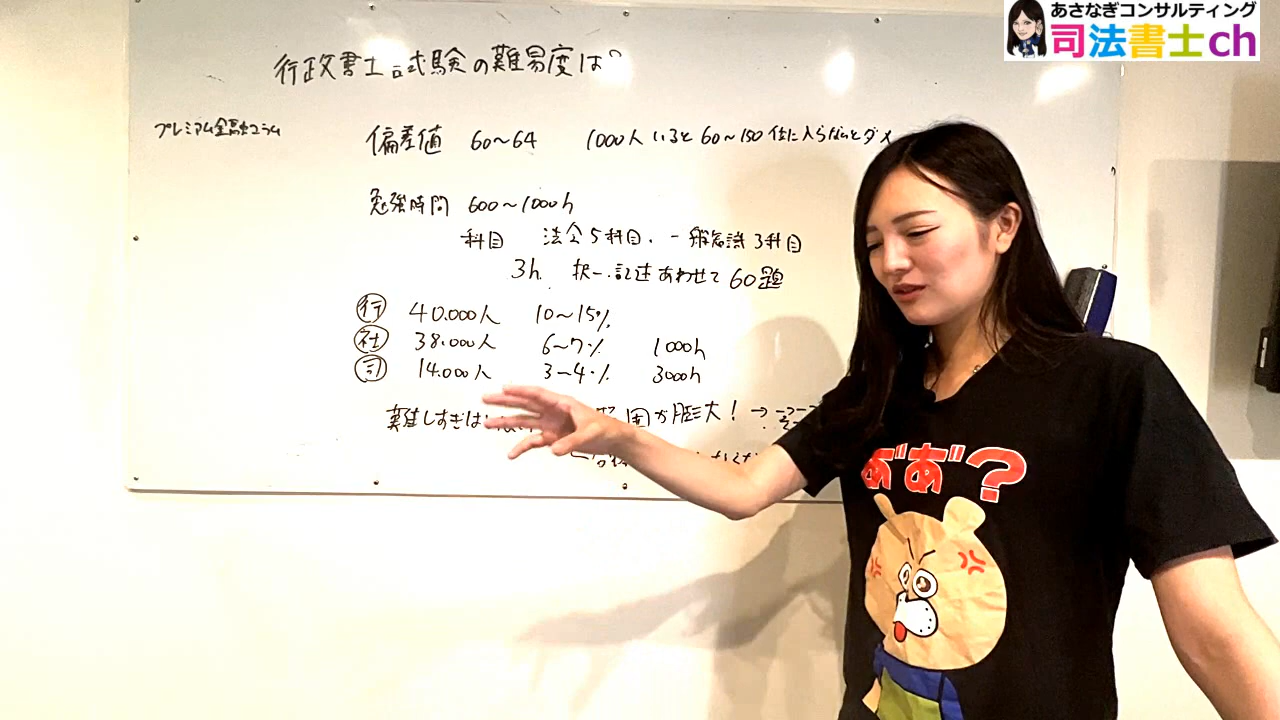 あさなぎコンサルティング
司法書士ch
行政書士試験の難易度は?
プレミアム金融コラム
偏差値 60~64 1000人いると60~150位に入らないとダメ
勉強時間 600~1000h
科目 法令5科目、一般知識3科目
3h 択一、記述あわせて60題
行 40.000人 10~15%
社 38.000人 6~7% 1000h
司 14.000人 3~4% 3000h
難しすぎは 囲が膨大!→
あ"あ"?